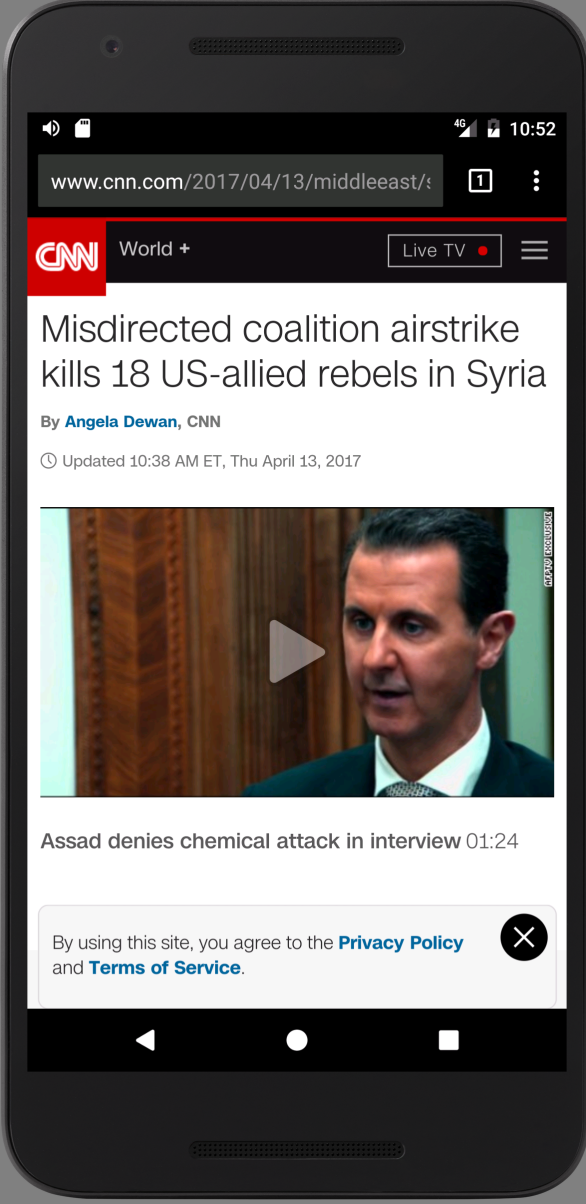 4G 10:52
www.cnn.com/2017/04/13/middleeast/s
1
CNN World +
Live TV
Misdirected coalition airstrike
kills 18 US-allied rebels in Syria
By Angela Dewan, CNN
Updated 10:38 AM ET, Thu April 13, 2017
AFPTV EXCLUSIVE
Assad denies chemical attack in interview 01:24
By using this site, you agree to the Privacy Policy
and Terms of Service.